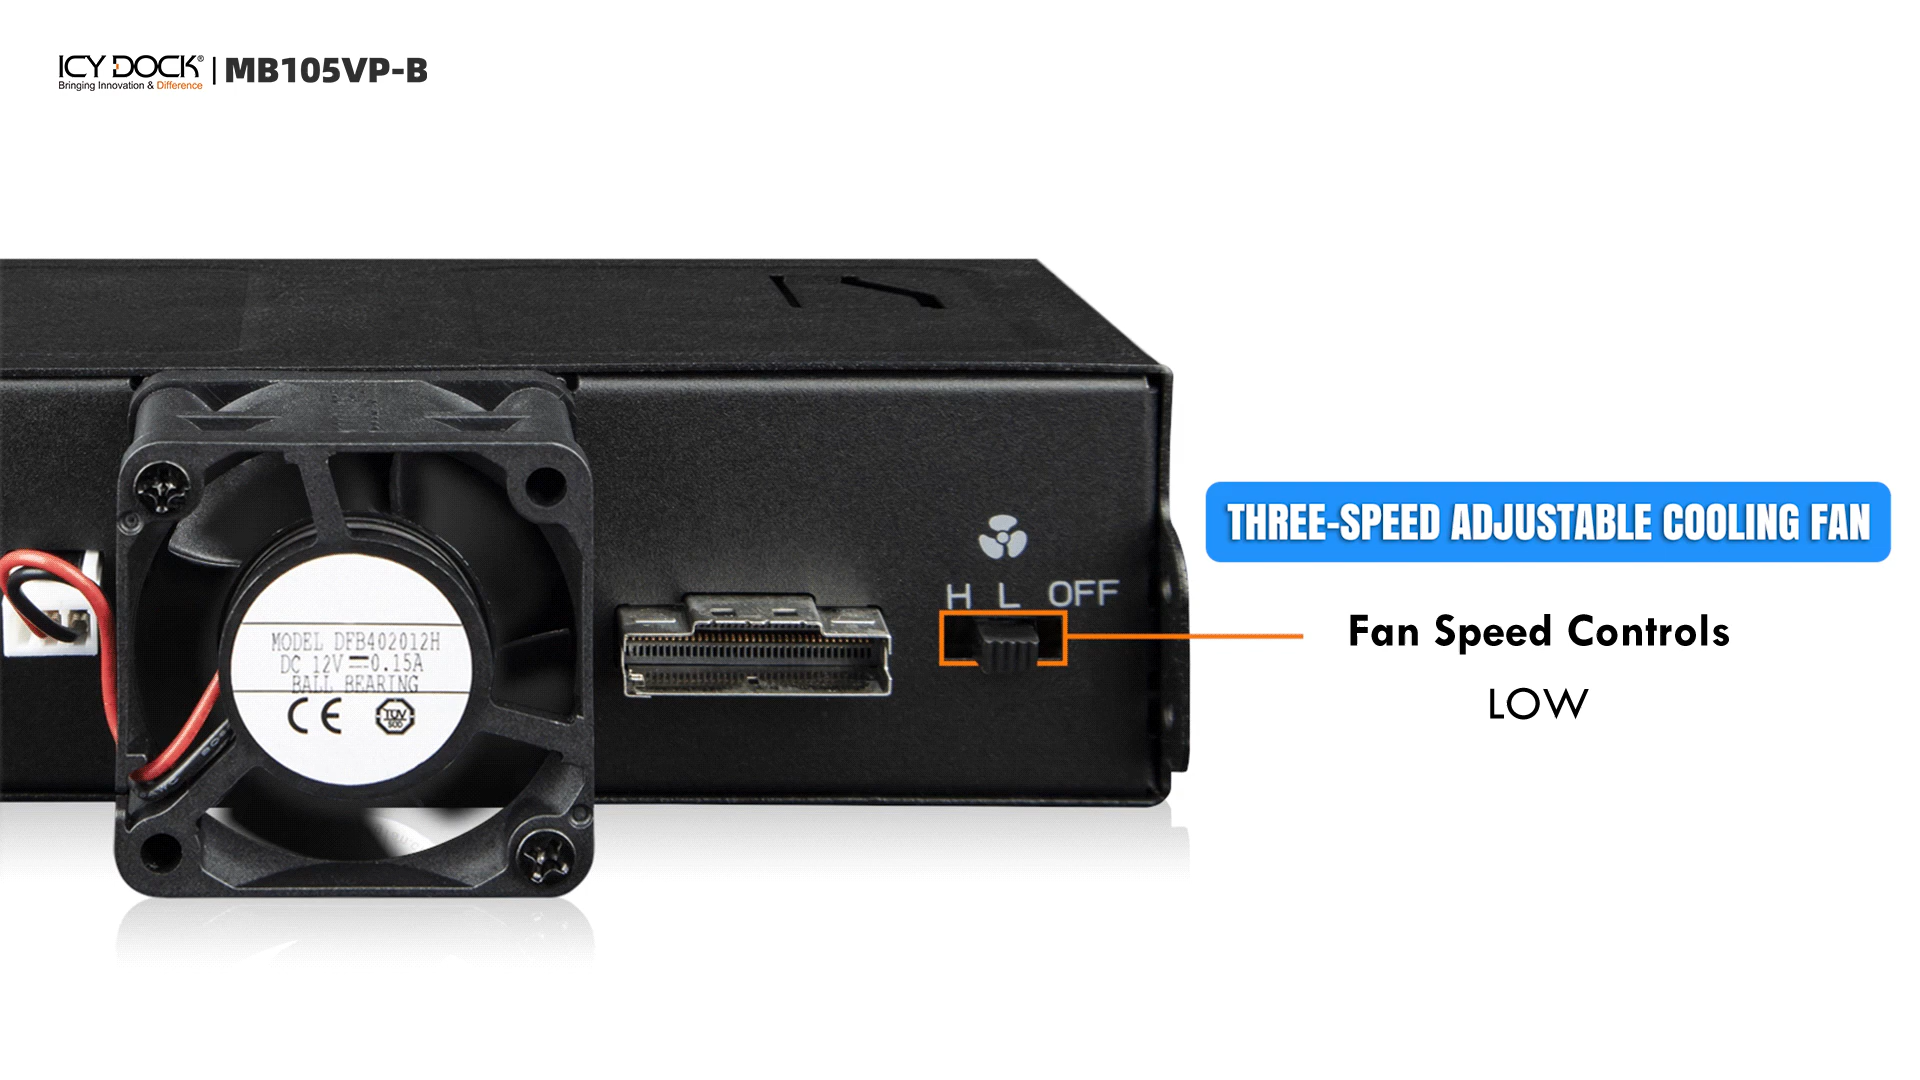 ICY DOCK® | MB105VP-B
Bringing Innovation & Difference
THREE-SPEED ADJUSTABLE COOLING FAN
H L OFF
Fan Speed Controls
LOW
MODEL DFB402012H
DC 12V 0.15A
BALL BEARING
CE TÜV